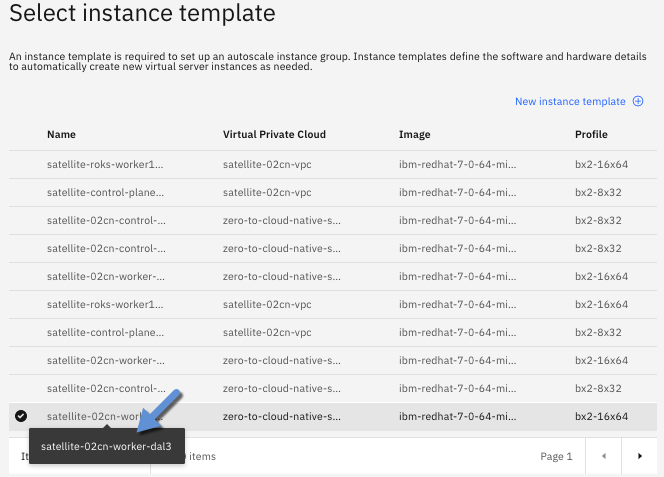 Select instance template
An instance template is required to set up an autoscale instance group. Instance templates define the software and hardware details
to automatically create new virtual server instances as needed.
New instance template
Name Virtual Private Cloud Image Profile
satellite-roks-worker1... satellite-02cn-vpc ibm-redhat-7-0-64-mi... bx2-16x64
satellite-control-plane... satellite-02cn-vpc ibm-redhat-7-0-64-mi... bx2-8x32
satellite-02cn-control-... zero-to-cloud-native-s... ibm-redhat-7-0-64-mi... bx2-8x32
satellite-02cn-control-... zero-to-cloud-native-s... ibm-redhat-7-0-64-mi... bx2-8x32
satellite-02cn-worker-... zero-to-cloud-native-s... ibm-redhat-7-0-64-mi... bx2-16x64
satellite-roks-worker1... satellite-02cn-vpc ibm-redhat-7-0-64-mi... bx2-16x64
satellite-control-plane... satellite-02cn-vpc ibm-redhat-7-0-64-mi... bx2-8x32
satellite-02cn-worker-... zero-to-cloud-native-s... ibm-redhat-7-0-64-mi... bx2-16x64
satellite-02cn-control-... zero-to-cloud-native-s... ibm-redhat-7-0-64-mi... bx2-8x32
satellite-02cn-wor... zero-to-cloud-native-s... ibm-redhat-7-0-64-mi... bx2-16x64
satellite-02cn-worker-dal3
items Page 1